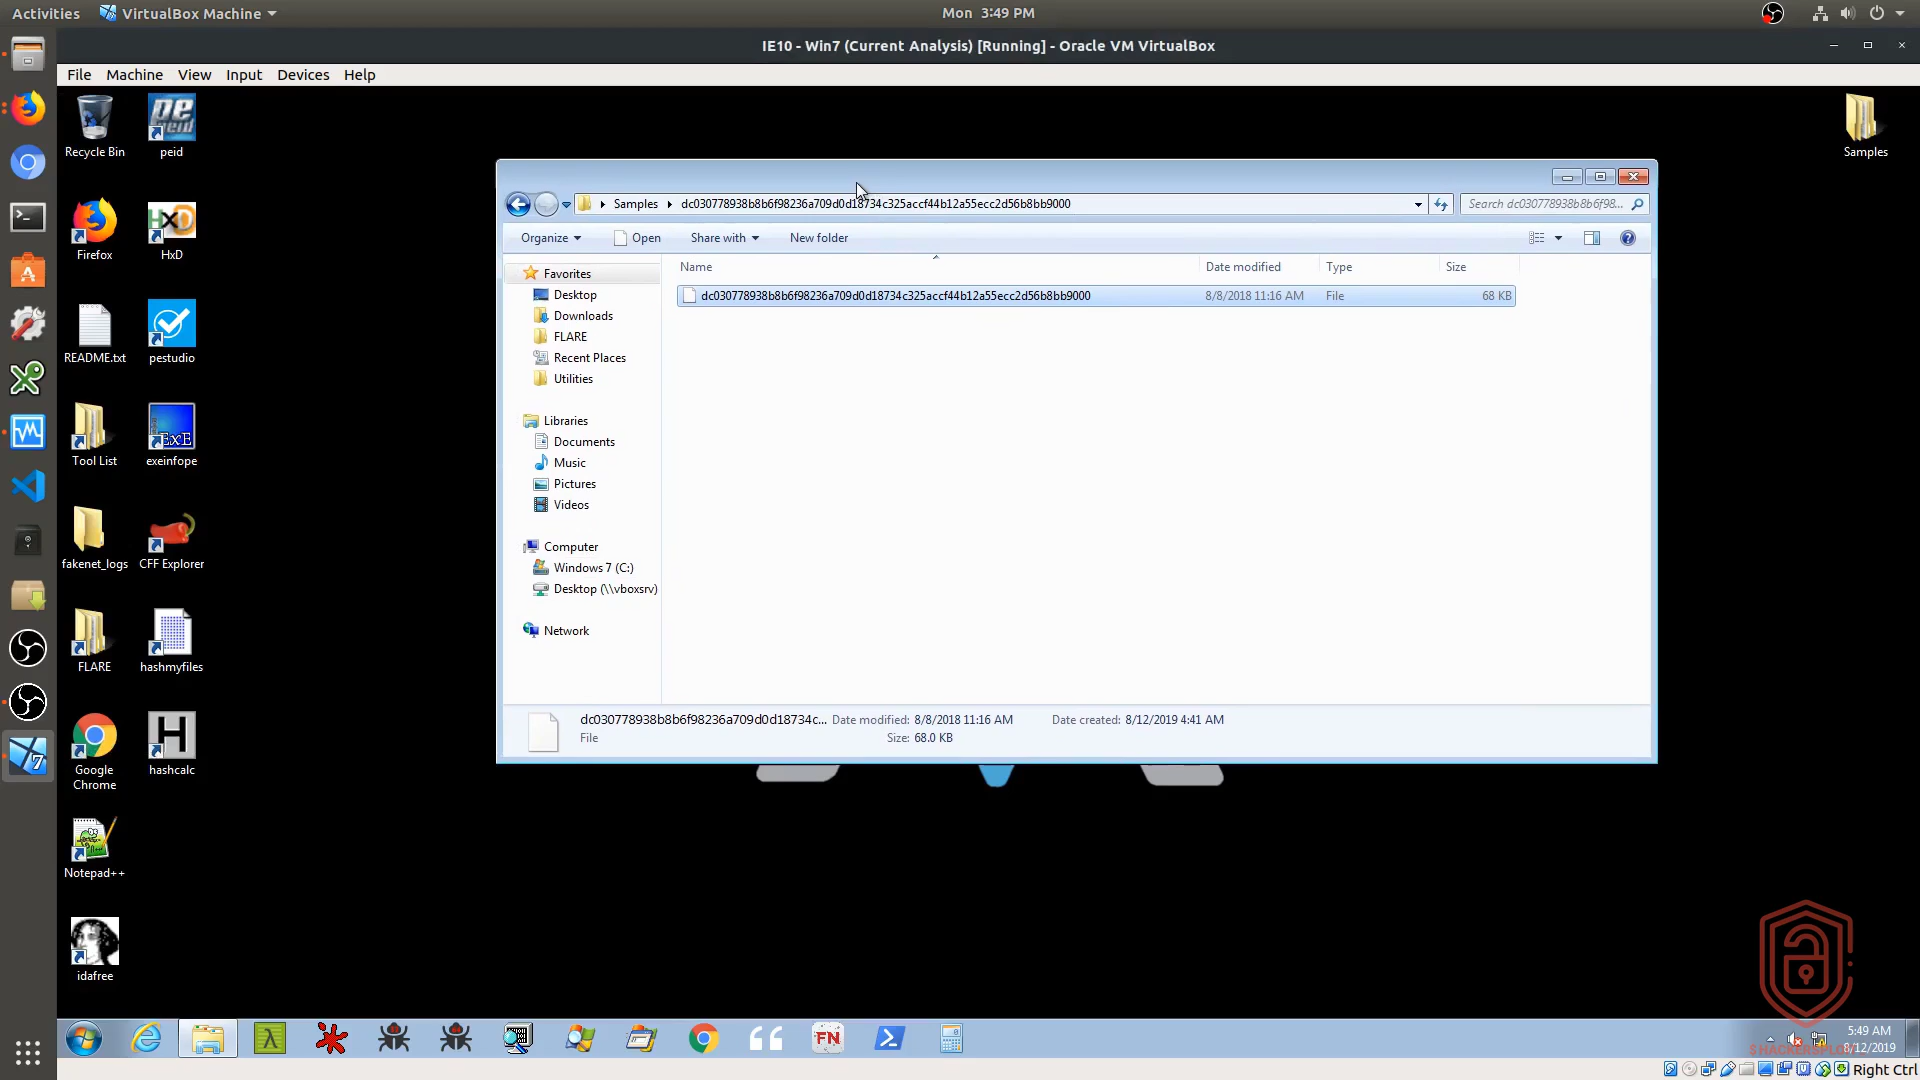 Activities
VirtualBox Machine
Mon 3:49 PM
IE10 - Win7 (Current Analysis) [Running] - Oracle VM VirtualBox
File Machine View Input Devices Help
Recycle Bin
peid
Samples
Samples dc030778938b8b6f98236a709d0d18734c325accf44b12a55ecc2d56b8bb9000
Search dc030778938b8b6f98...
Organize Open Share with New folder
Name Date modified Type Size
dc030778938b8b6f98236a709d0d18734c325accf44b12a55ecc2d56b8bb9000 8/8/2018 11:16 AM File 68 KB
Favorites
Desktop
Downloads
FLARE
Recent Places
Utilities
Libraries
Documents
Music
Pictures
Videos
Computer
Windows 7 (C:)
Desktop (\\vboxsrv)
Network
dc030778938b8b6f98236a709d0d18734c... Date modified: 8/8/2018 11:16 AM Date created: 8/12/2019 4:41 AM
File Size: 68.0 KB
Firefox
HxD
README.txt
pestudio
Tool List
exeinfope
fakenet_logs
CFF Explorer
FLARE
hashmyfiles
Google
Chrome
hashcalc
Notepad++
idafree
FN
5:49 AM
8/12/2019
Right Ctrl